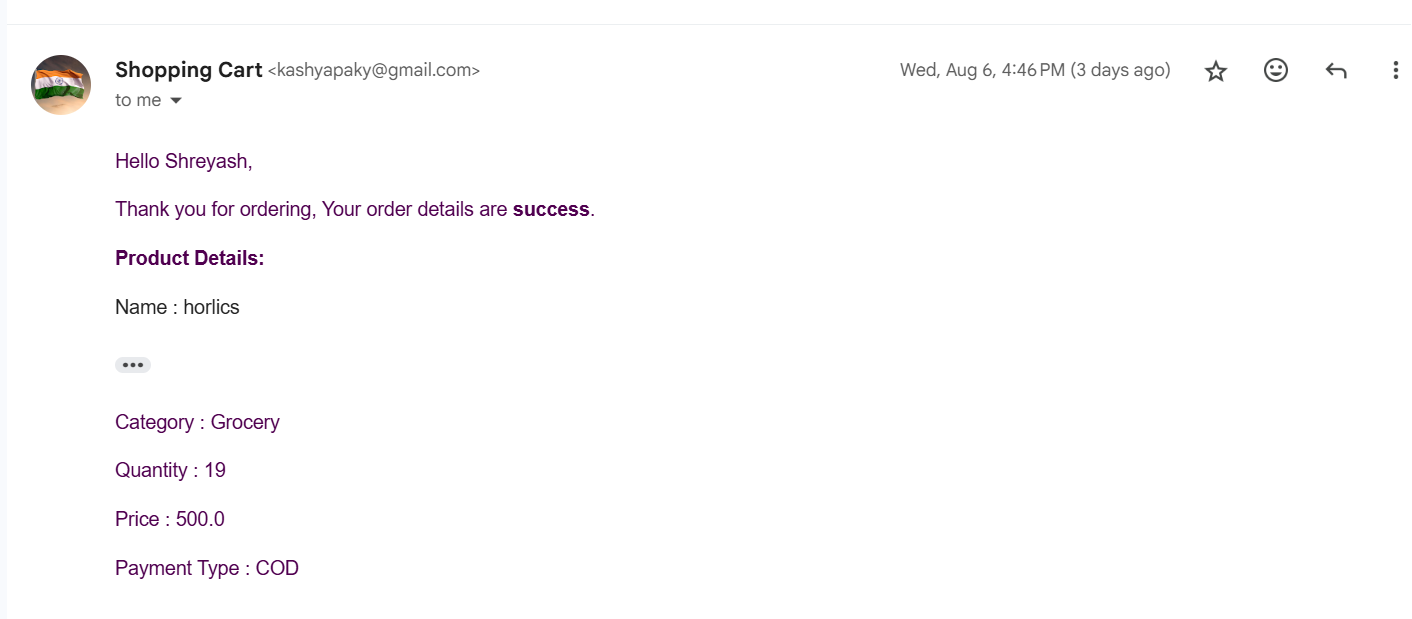 Shopping Cart <kashyapaky@gmail.com> Wed, Aug 6, 4:46 PM (3 days ago)
to me
Hello Shreyash,
Thank you for ordering, Your order details are success.
Product Details:
Name : horlics
Category : Grocery
Quantity : 19
Price : 500.0
Payment Type : COD